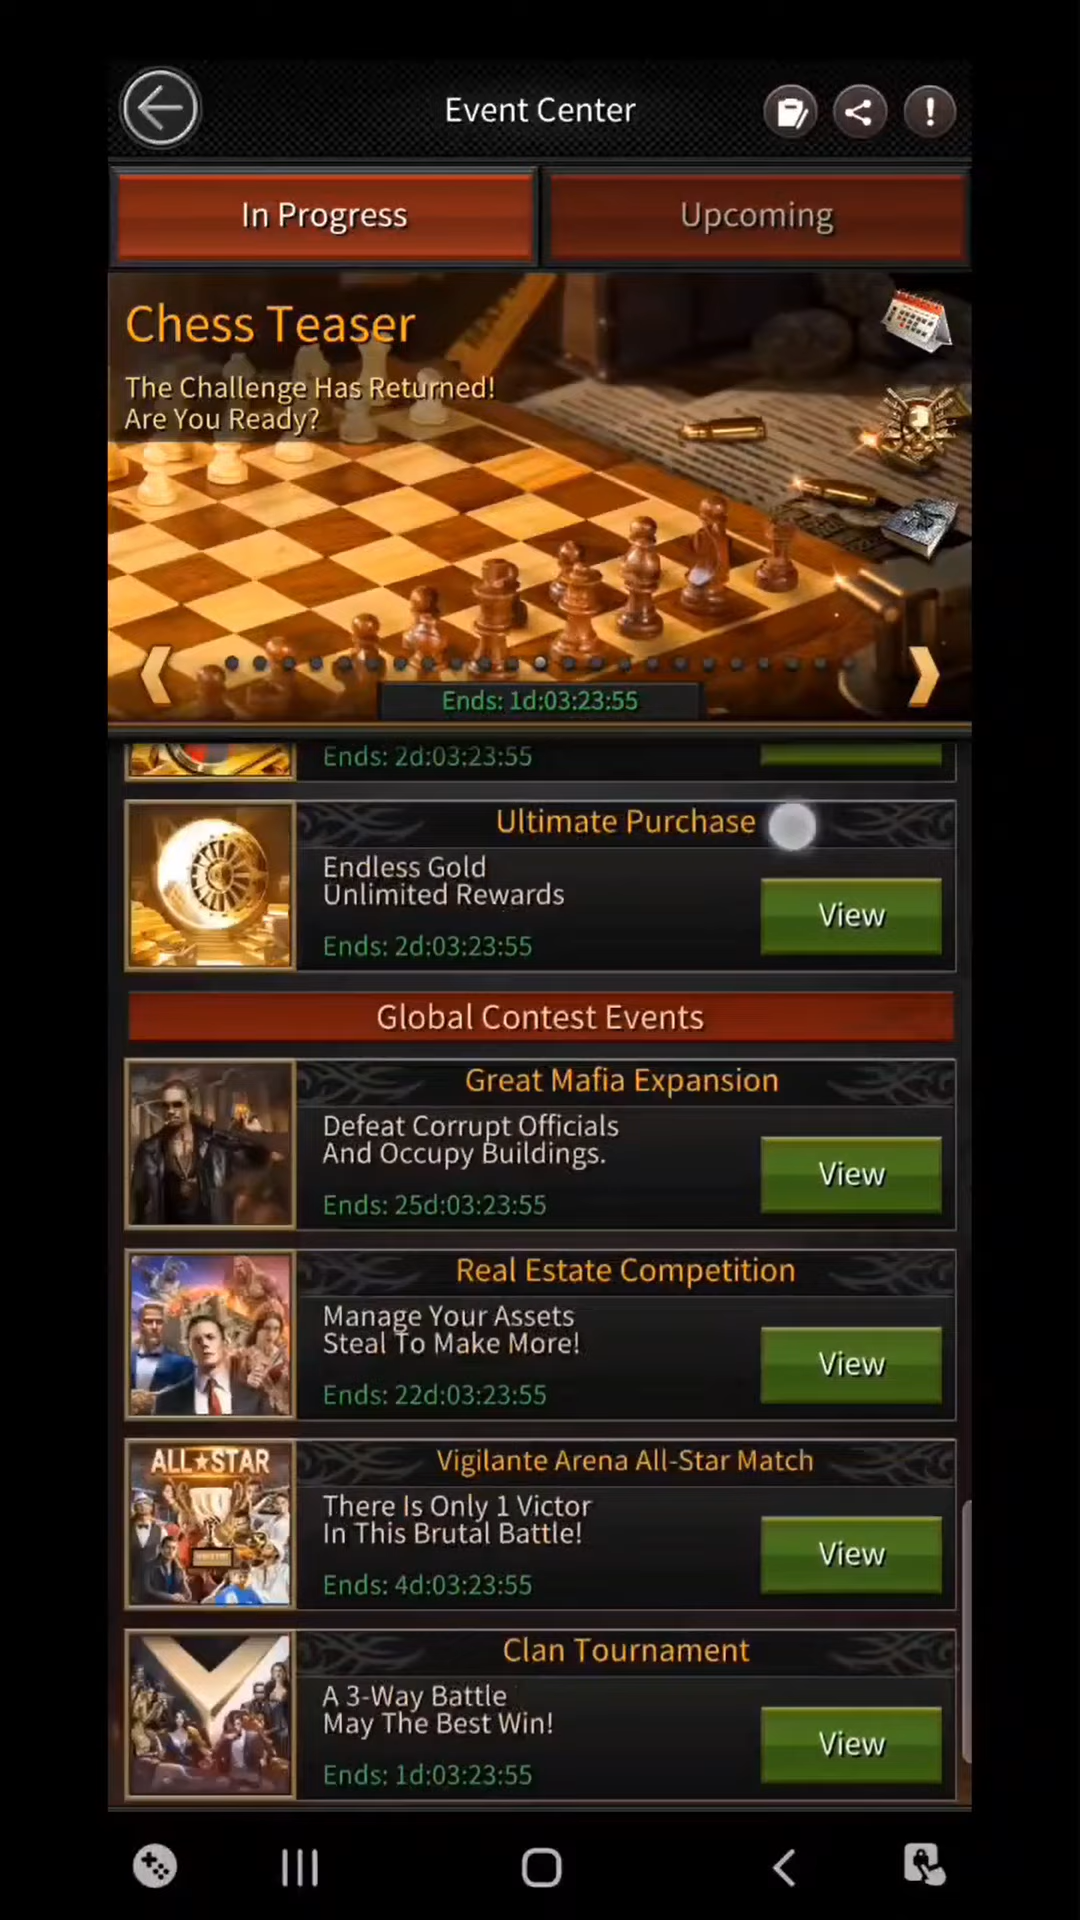 Event Center
In Progress
Upcoming
Chess Teaser
The Challenge Has Returned!
Are You Ready?
Ends: 1d:03:23:55
Ends: 2d:03:23:55
Ultimate Purchase
Endless Gold
Unlimited Rewards
Ends: 2d:03:23:55
View
Global Contest Events
Great Mafia Expansion
Defeat Corrupt Officials
And Occupy Buildings.
Ends: 25d:03:23:55
View
Real Estate Competition
Manage Your Assets
Steal To Make More!
Ends: 22d:03:23:55
View
ALL★STAR
Vigilante Arena All-Star Match
There Is Only 1 Victor
In This Brutal Battle!
Ends: 4d:03:23:55
View
Clan Tournament
A 3-Way Battle
May The Best Win!
Ends: 1d:03:23:55
View